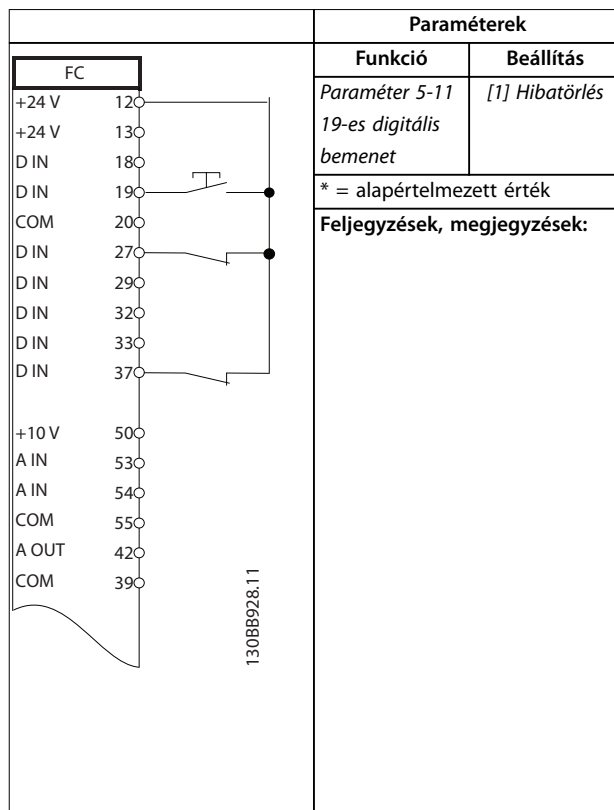 Paraméterek
Funkció Beállítás
Paraméter 5-11 [1] Hibatörlés
19-es digitális
bemenet
* = alapértelmezett érték
Feljegyzések, megjegyzések:
FC
+24 V 12
+24 V 13
D IN 18
D IN 19
COM 20
D IN 27
D IN 29
D IN 32
D IN 33
D IN 37
+10 V 50
A IN 53
A IN 54
COM 55
A OUT 42
COM 39
130BB928.11